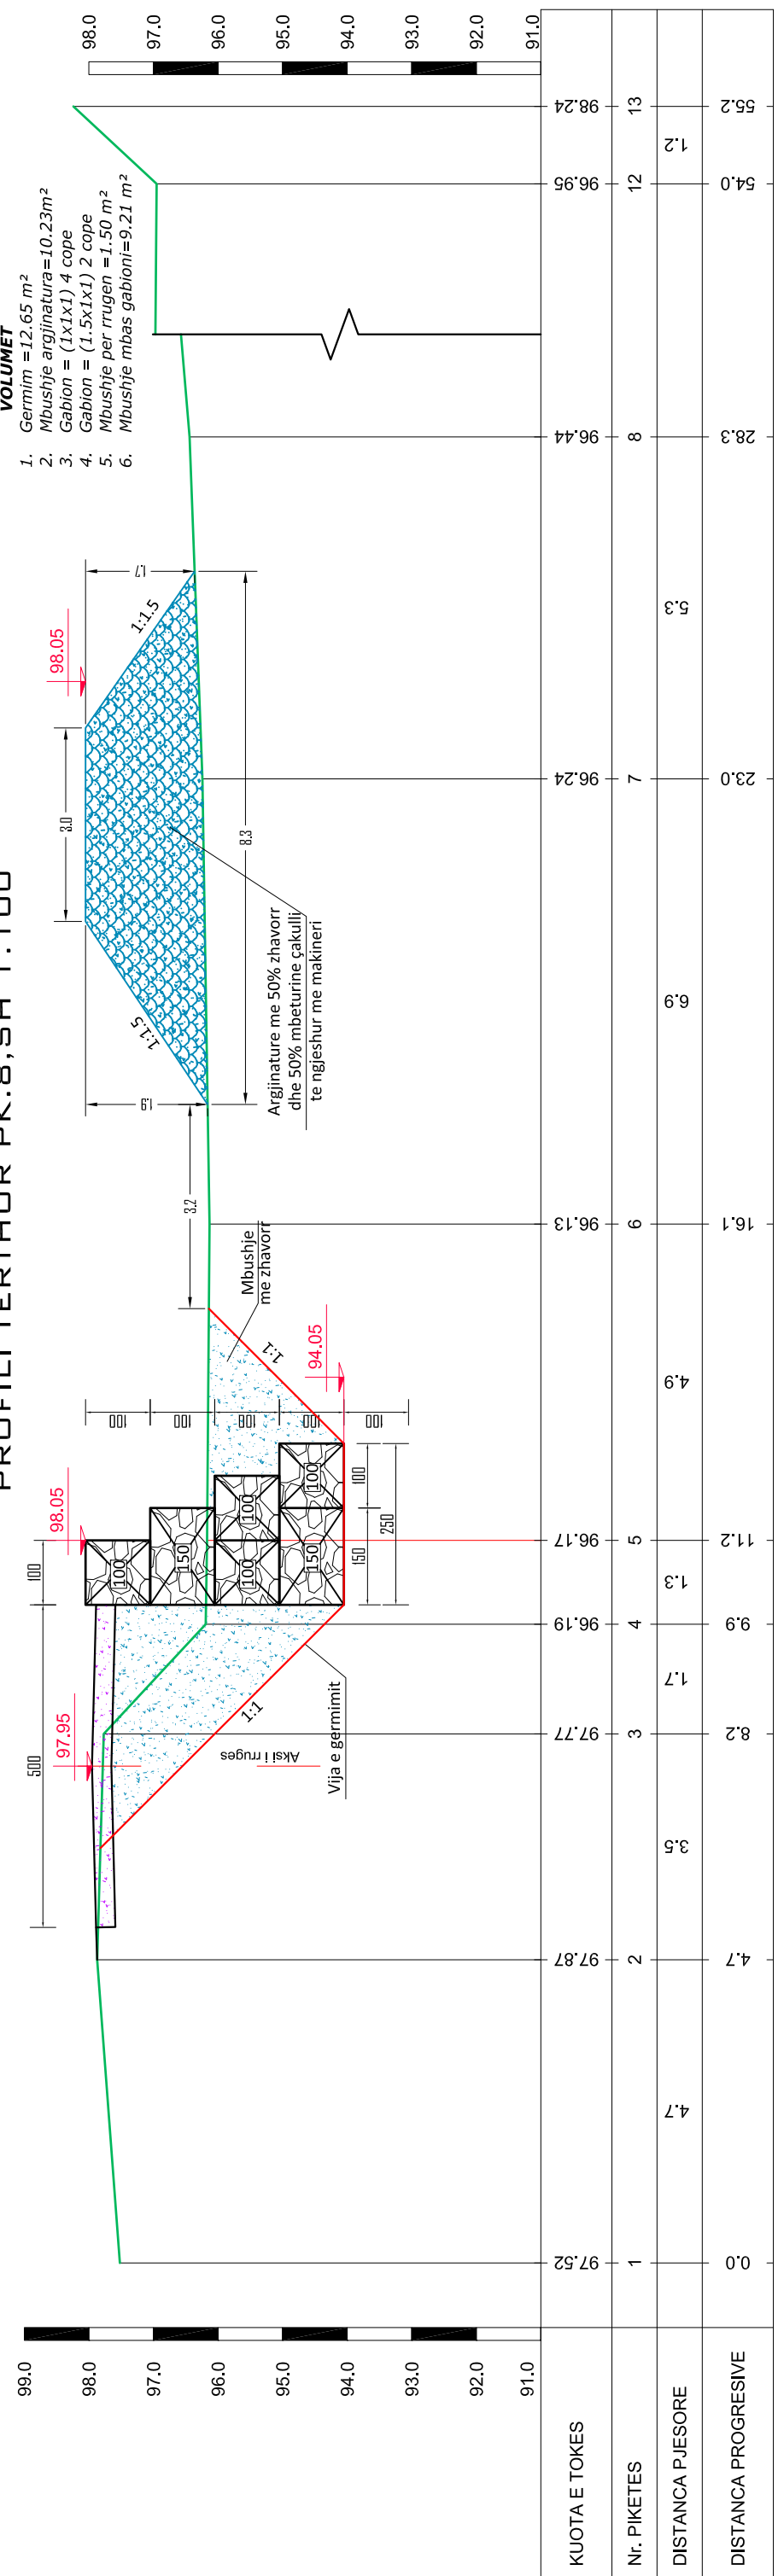 PROFILI TERTHOR PK.8,SH 1:100
VOLUMET
1. Germim =12.65 m²
2. Mbushje argjinatura=10.23m²
3. Gabion = (1x1x1) 4 cope
4. Gabion = (1.5x1x1) 2 cope
5. Mbushje per rrugen =1.50 m²
6. Mbushje mbas gabioni=9.21 m²
99.0
98.0
97.0
96.0
95.0
94.0
93.0
92.0
91.0
98.0
97.0
96.0
95.0
94.0
93.0
92.0
91.0
500
100
97.95
98.05
Aksi i rruges
1:1
Vija e germimit
100
150
100
100
150
100
150
100
250
100
100
100
100
100
94.05
1:1
Mbushje
me zhavorr
3.2
1.9
1:1.5
3.0
98.05
1:1.5
1.7
8.3
Argjinature me 50% zhavorr
dhe 50% mbeturine çakulli
te ngjeshur me makineri
KUOTA E TOKES 97.52 97.87 97.77 96.19 96.17 96.13 96.24 96.44 96.95 98.24
Nr. PIKETES 1 2 3 4 5 6 7 8 12 13
DISTANCA PJESORE 4.7 3.5 1.7 1.3 4.9 6.9 5.3 1.2
DISTANCA PROGRESIVE 0.0 4.7 8.2 9.9 11.2 16.1 23.0 28.3 54.0 55.2